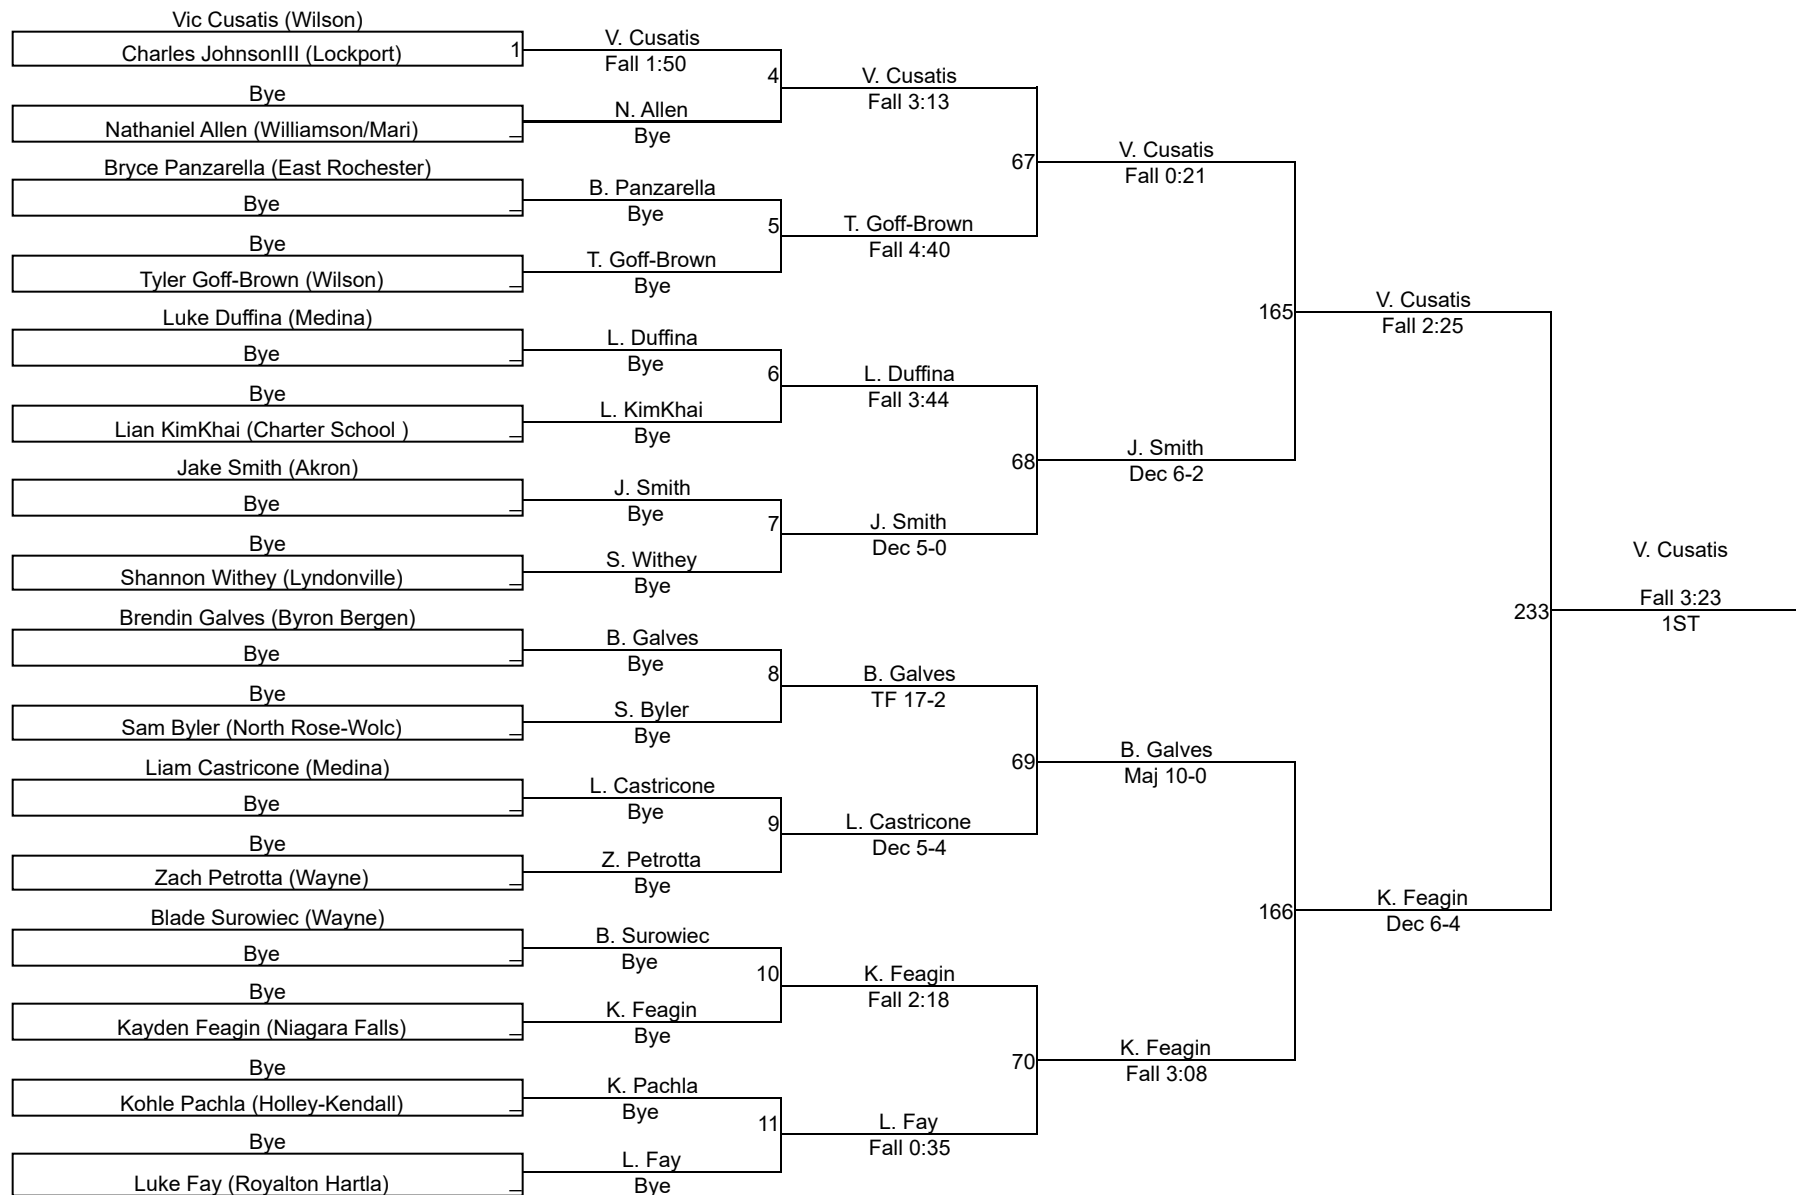 Vic Cusatis (Wilson)
Charles JohnsonIII (Lockport)
1
Bye
Nathaniel Allen (Williamson/Mari)
_
Bryce Panzarella (East Rochester)
Bye
_
Bye
Tyler Goff-Brown (Wilson)
_
Luke Duffina (Medina)
Bye
_
Bye
Lian KimKhai (Charter School )
_
Jake Smith (Akron)
Bye
_
Bye
Shannon Withey (Lyndonville)
_
Brendin Galves (Byron Bergen)
Bye
_
Bye
Sam Byler (North Rose-Wolc)
_
Liam Castricone (Medina)
Bye
_
Bye
Zach Petrotta (Wayne)
_
Blade Surowiec (Wayne)
Bye
_
Bye
Kayden Feagin (Niagara Falls)
_
Bye
Kohle Pachla (Holley-Kendall)
_
Bye
Luke Fay (Royalton Hartla)
_
V. Cusatis
Fall 1:50
4
N. Allen
Bye
B. Panzarella
Bye
5
T. Goff-Brown
Bye
L. Duffina
Bye
6
L. KimKhai
Bye
J. Smith
Bye
7
S. Withey
Bye
B. Galves
Bye
8
S. Byler
Bye
L. Castricone
Bye
9
Z. Petrotta
Bye
B. Surowiec
Bye
10
K. Feagin
Bye
K. Pachla
Bye
11
L. Fay
Bye
V. Cusatis
Fall 3:13
67
T. Goff-Brown
Fall 4:40
L. Duffina
Fall 3:44
68
J. Smith
Dec 5-0
B. Galves
TF 17-2
69
L. Castricone
Dec 5-4
K. Feagin
Fall 2:18
70
L. Fay
Fall 0:35
V. Cusatis
Fall 0:21
165
J. Smith
Dec 6-2
B. Galves
Maj 10-0
166
K. Feagin
Fall 3:08
V. Cusatis
Fall 2:25
233
K. Feagin
Dec 6-4
V. Cusatis
Fall 3:23
1ST